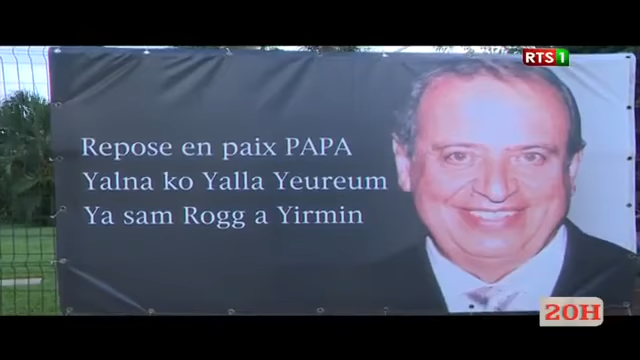 RTS1
Repose en paix PAPA
Yalna ko Yalla Yeureum
Ya sam Rogg a Yirmin
20H